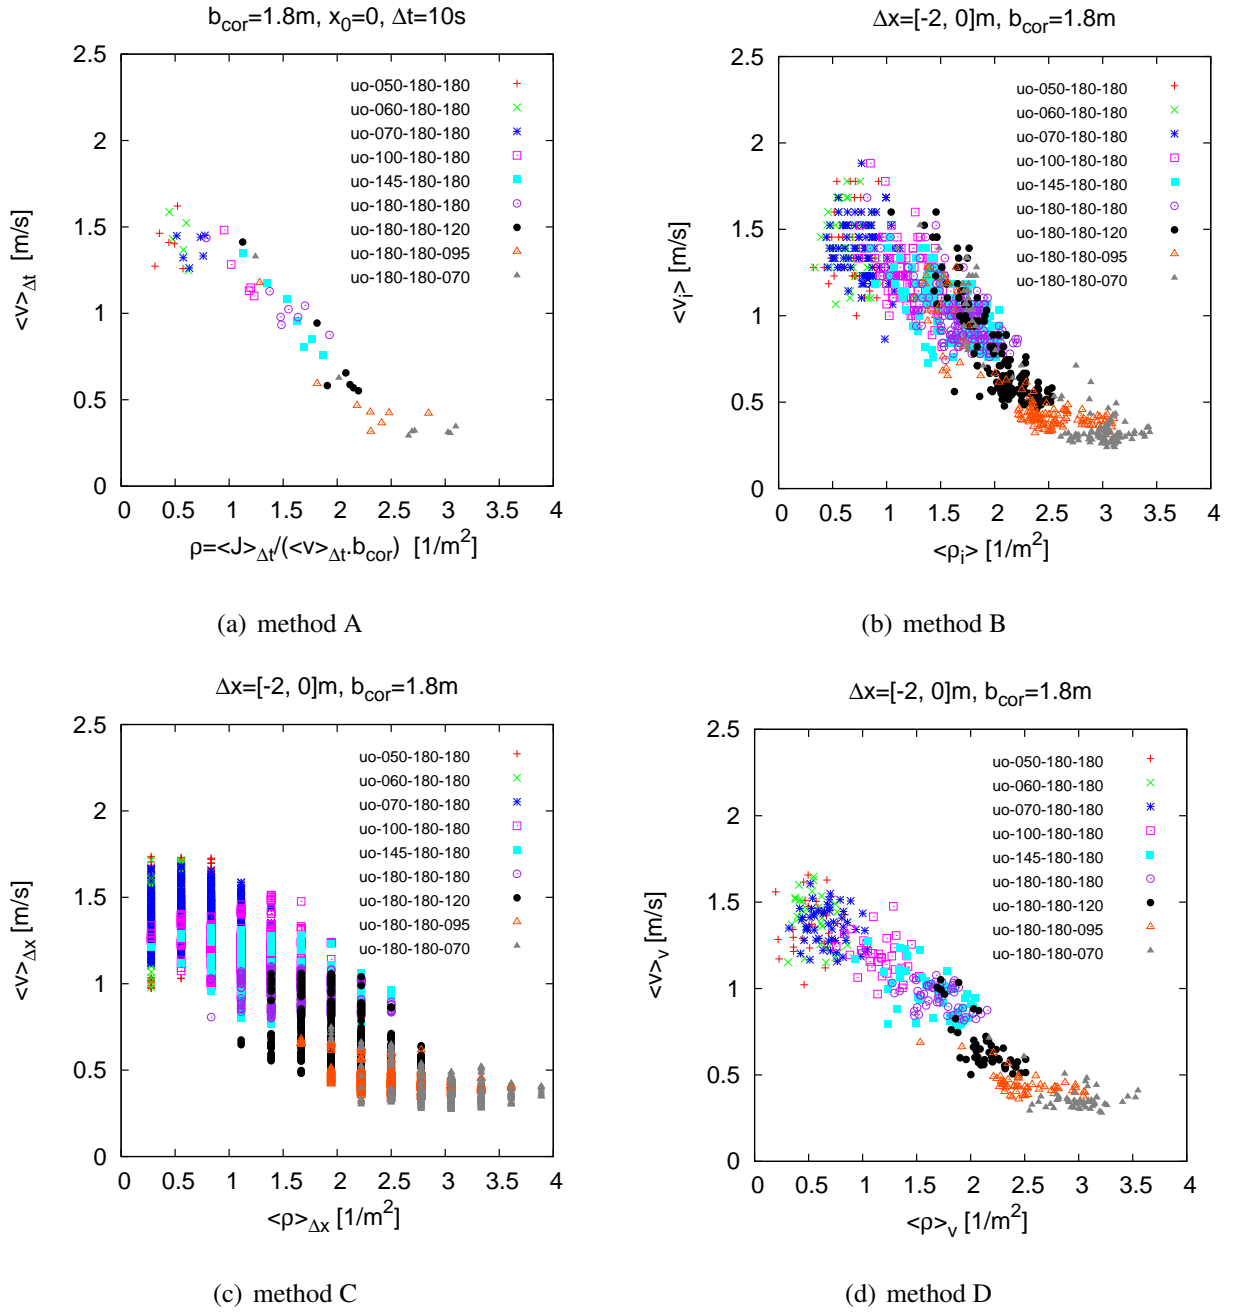 b_cor=1.8m, x_0=0, Δt=10s
<v>_Δt [m/s]
2.5
2
1.5
1
0.5
0
0 0.5 1 1.5 2 2.5 3 3.5 4
ρ=<J>_Δt/(<v>_Δt.b_cor) [1/m²]
uo-050-180-180
uo-060-180-180
uo-070-180-180
uo-100-180-180
uo-145-180-180
uo-180-180-180
uo-180-180-120
uo-180-180-095
uo-180-180-070
(a) method A
Δx=[-2, 0]m, b_cor=1.8m
<v_i> [m/s]
2.5
2
1.5
1
0.5
0
0 0.5 1 1.5 2 2.5 3 3.5 4
<ρ_i> [1/m²]
uo-050-180-180
uo-060-180-180
uo-070-180-180
uo-100-180-180
uo-145-180-180
uo-180-180-180
uo-180-180-120
uo-180-180-095
uo-180-180-070
(b) method B
Δx=[-2, 0]m, b_cor=1.8m
<v>_Δx [m/s]
2.5
2
1.5
1
0.5
0
0 0.5 1 1.5 2 2.5 3 3.5 4
<ρ>_Δx [1/m²]
uo-050-180-180
uo-060-180-180
uo-070-180-180
uo-100-180-180
uo-145-180-180
uo-180-180-180
uo-180-180-120
uo-180-180-095
uo-180-180-070
(c) method C
Δx=[-2, 0]m, b_cor=1.8m
<v>_v [m/s]
2.5
2
1.5
1
0.5
0
0 0.5 1 1.5 2 2.5 3 3.5 4
<ρ>_v [1/m²]
uo-050-180-180
uo-060-180-180
uo-070-180-180
uo-100-180-180
uo-145-180-180
uo-180-180-180
uo-180-180-120
uo-180-180-095
uo-180-180-070
(d) method D